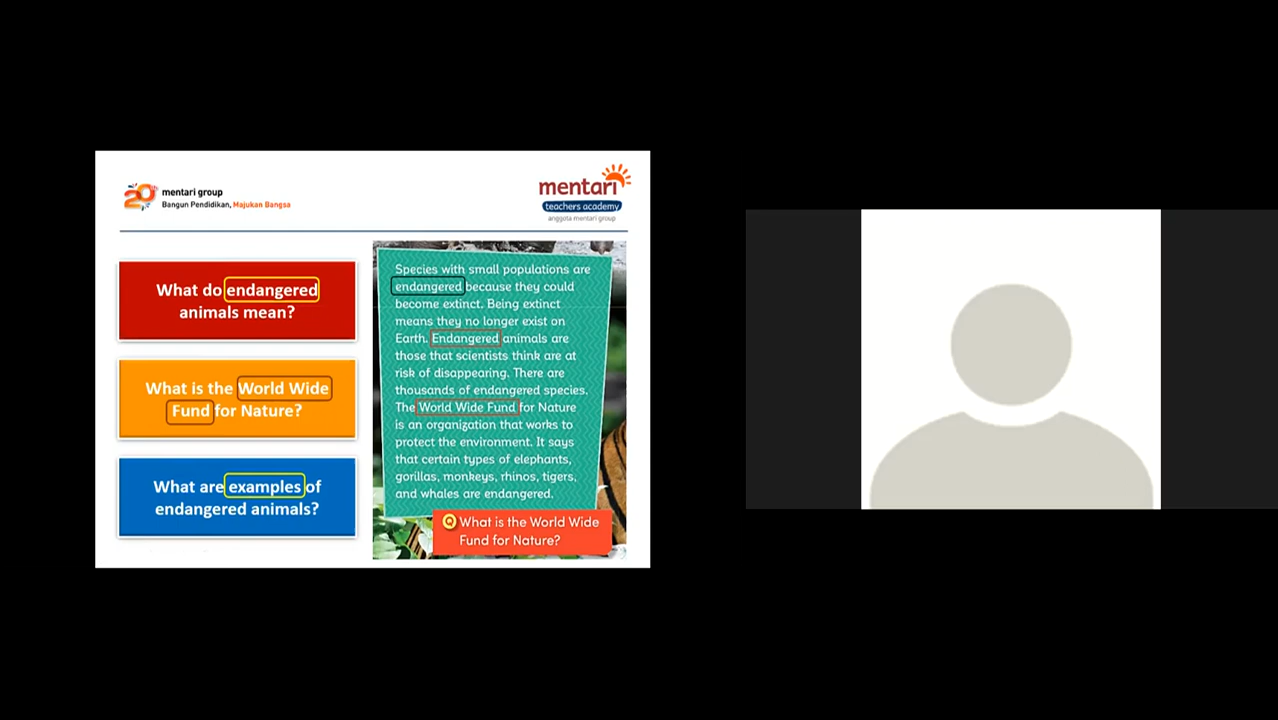 20th
mentari group
Bangun Pendidikan, Majukan Bangsa
mentari
teachers academy
anggota mentari group
What do endangered
animals mean?
What is the World Wide
Fund for Nature?
What are examples of
endangered animals?
Species with small populations are
endangered because they could
become extinct. Being extinct
means they no longer exist on
Earth. Endangered animals are
those that scientists think are at
risk of disappearing. There are
thousands of endangered species.
The World Wide Fund for Nature
is an organization that works to
protect the environment. It says
that certain types of elephants,
gorillas, monkeys, rhinos, tigers,
and whales are endangered.
Q What is the World Wide
Fund for Nature?